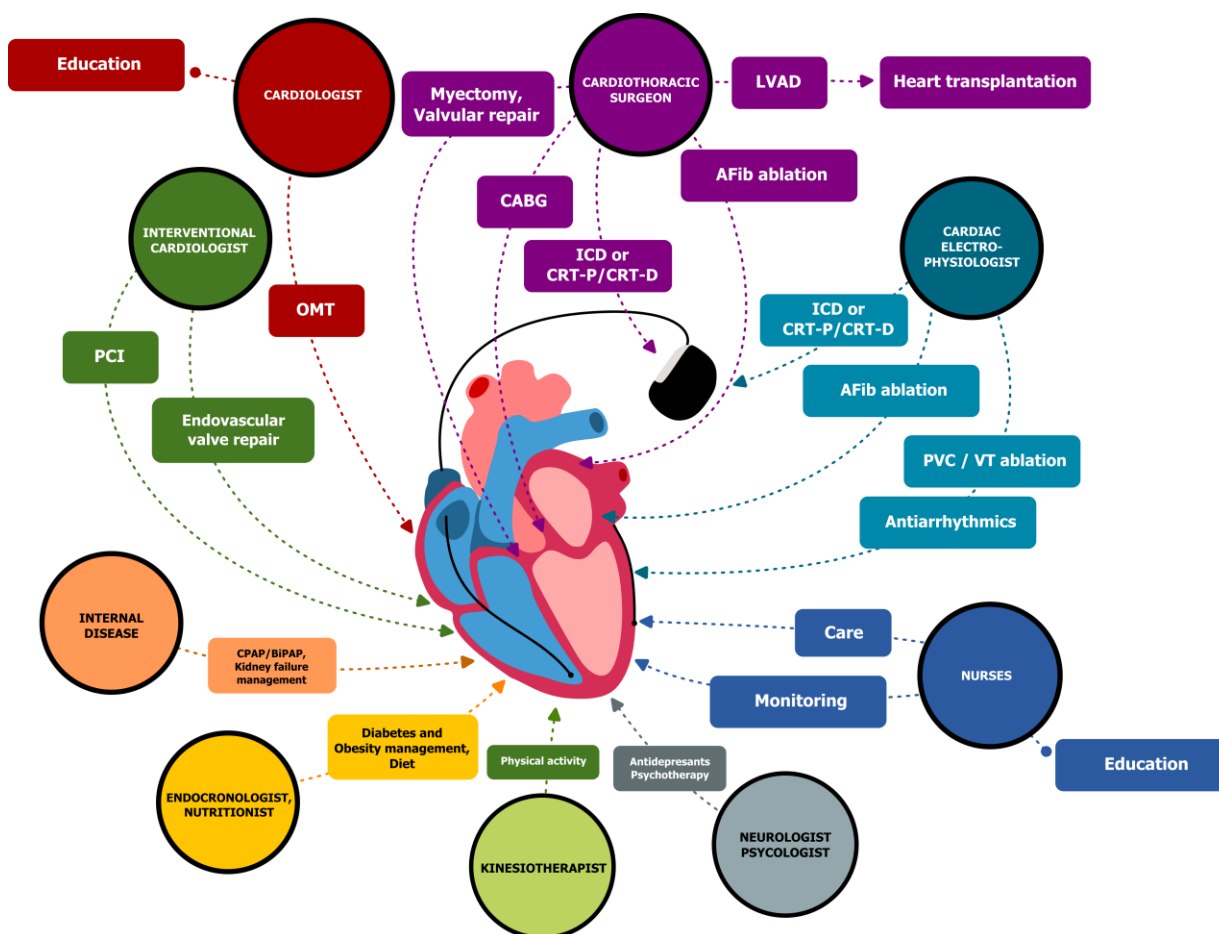 Education
CARDIOLOGIST
Myectomy,
Valvular repair
CARDIOTHORACIC
SURGEON
LVAD
Heart transplantation
AFib ablation
CABG
ICD or
CRT-P/CRT-D
INTERVENTIONAL
CARDIOLOGIST
CARDIAC
ELECTRO-
PHYSIOLOGIST
OMT
PCI
Endovascular
valve repair
ICD or
CRT-P/CRT-D
AFib ablation
PVC / VT ablation
Antiarrhythmics
INTERNAL
DISEASE
CPAP/BiPAP,
Kidney failure
management
Care
Monitoring
NURSES
Education
Diabetes and
Obesity management,
Diet
ENDOCRONOLOGIST,
NUTRITIONIST
Physical activity
KINESIOTHERAPIST
Antidepresants
Psychotherapy
NEUROLOGIST
PSYCOLOGIST